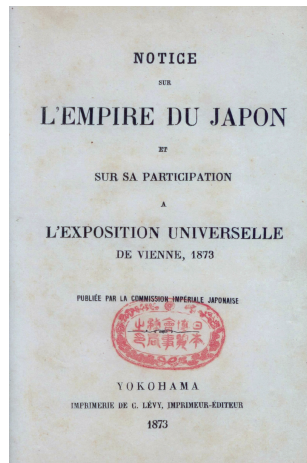 NOTICE
SUR
L'EMPIRE DU JAPON
ET
SUR SA PARTICIPATION
A
L'EXPOSITION UNIVERSELLE
DE VIENNE, 1873
PUBLIÉE PAR LA COMMISSION IMPÉRIALE JAPONAISE
YOKOHAMA
IMPRIMERIE DE C. LÉVY, IMPRIMEUR-ÉDITEUR
1873